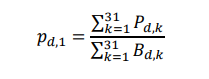 $p_{d,1} = \frac{\sum_{k=1}^{31} P_{d,k}}{\sum_{k=1}^{31} B_{d,k}}$